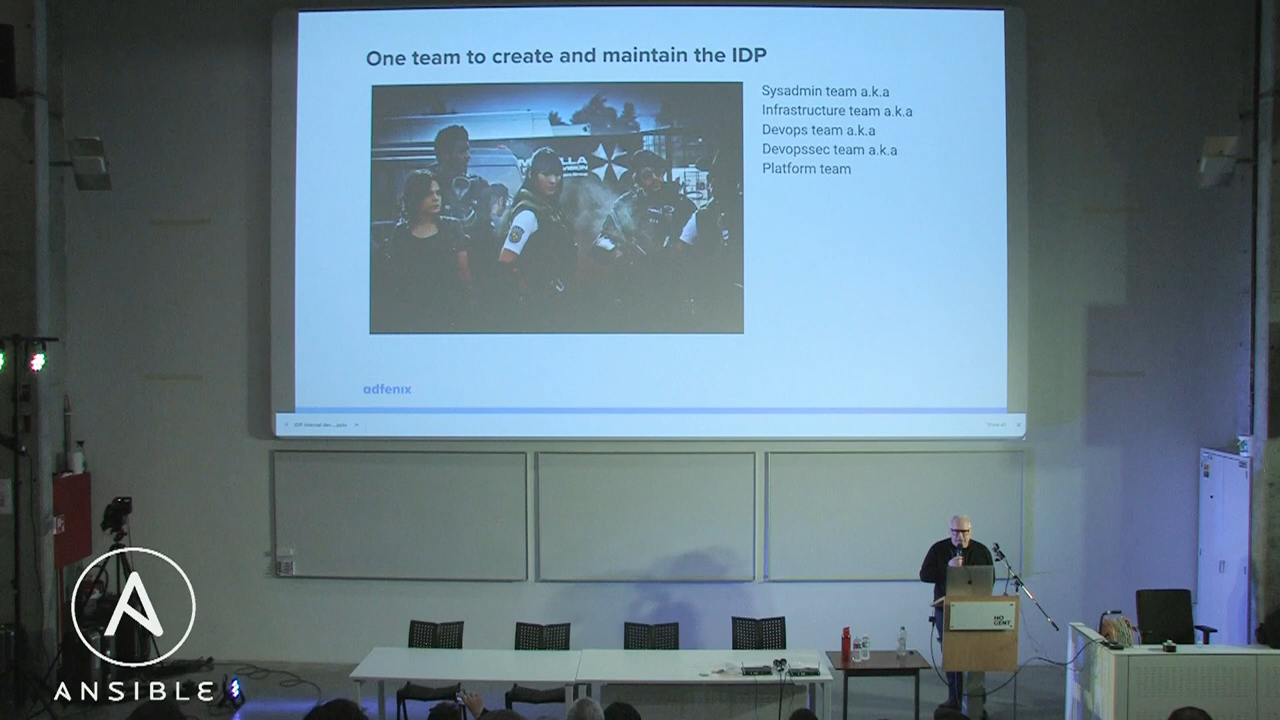 One team to create and maintain the IDP
Sysadmin team a.k.a
Infrastructure team a.k.a
Devops team a.k.a
Devopssec team a.k.a
Platform team
adfenix
HO
GENT
ANSIBLE